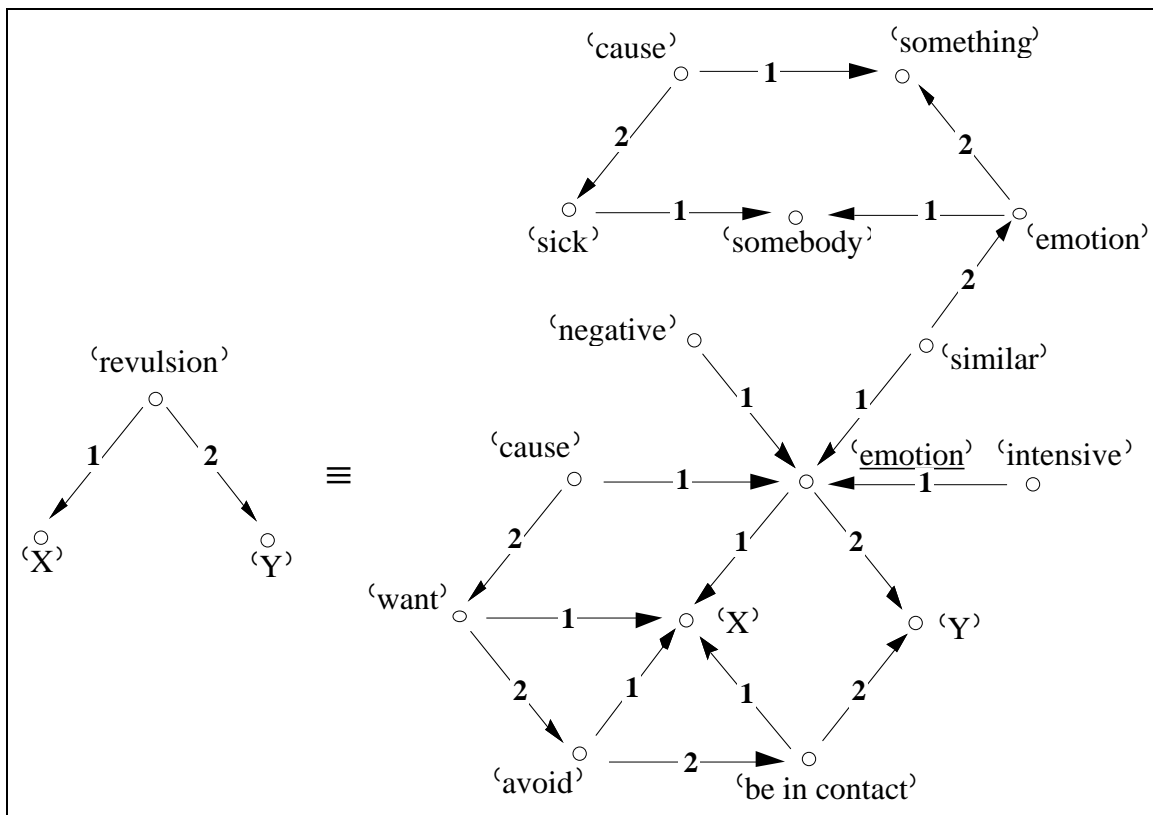 ‘cause’
‘something’
1
2
2
‘sick’
1
‘somebody’
1
‘emotion’
2
‘negative’
‘similar’
‘revulsion’
1
1
1
2
≡
‘cause’
1
‘emotion’
1
‘intensive’
‘X’
‘Y’
2
1
2
‘want’
1
‘X’
‘Y’
2
1
1
2
‘avoid’
2
‘be in contact’